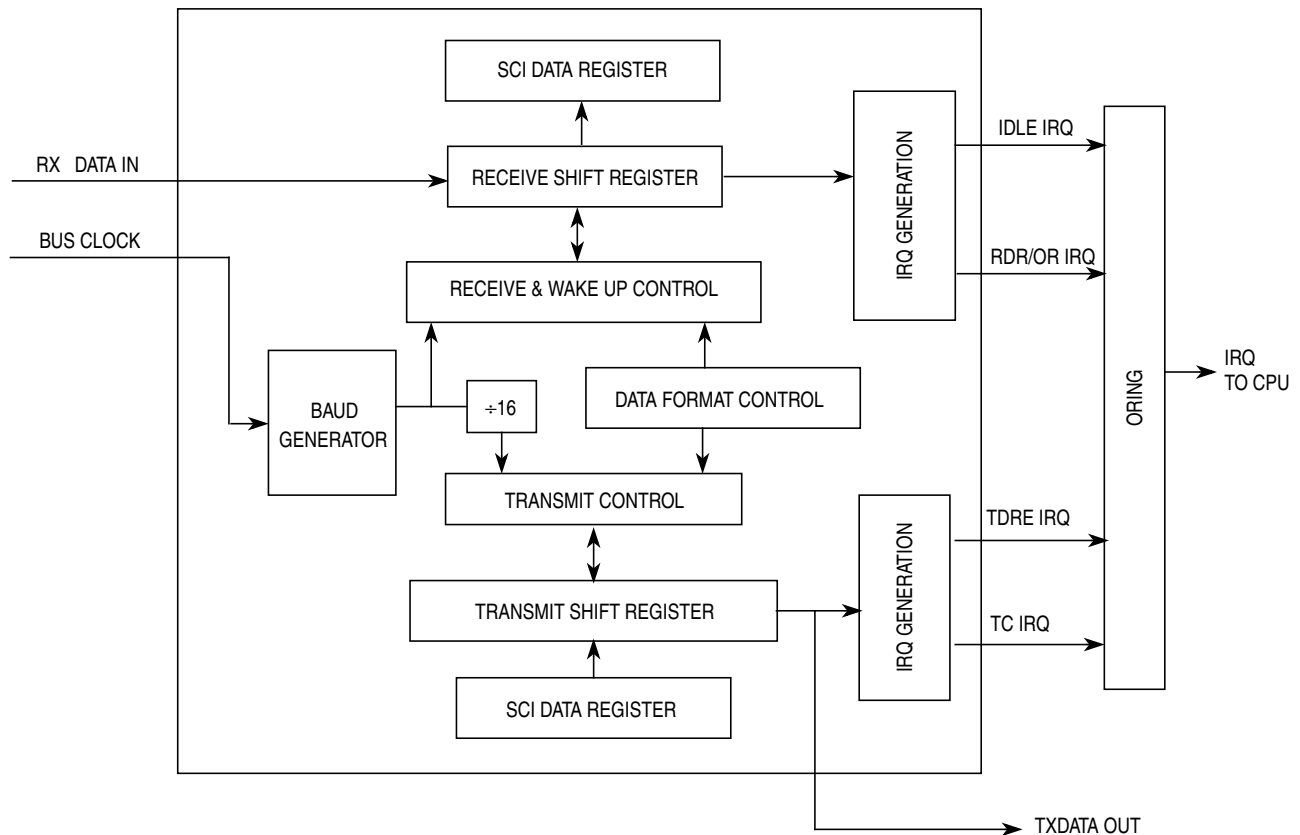 SCI DATA REGISTER
IDLE IRQ
RX DATA IN
RECEIVE SHIFT REGISTER
IRQ GENERATION
BUS CLOCK
RDR/OR IRQ
RECEIVE & WAKE UP CONTROL
IRQ
TO CPU
ORING
BAUD
GENERATOR
÷16
DATA FORMAT CONTROL
TRANSMIT CONTROL
TDRE IRQ
IRQ GENERATION
TRANSMIT SHIFT REGISTER
TC IRQ
SCI DATA REGISTER
TXDATA OUT